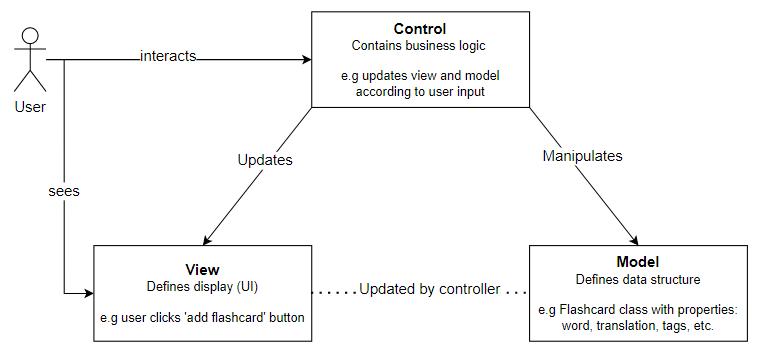 Control
Contains business logic
e.g updates view and model
according to user input
interacts
User
Updates
Manipulates
sees
View
Defines display (UI)
e.g user clicks 'add flashcard' button
Updated by controller
Model
Defines data structure
e.g Flashcard class with properties:
word, translation, tags, etc.